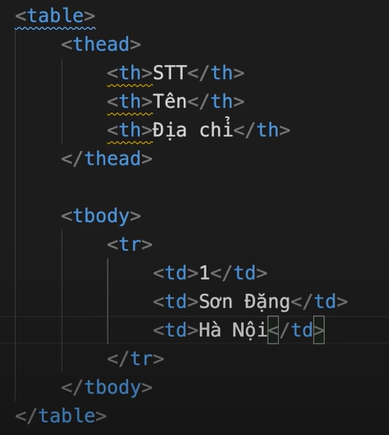 <table>
<thead>
<th>STT</th>
<th>Tên</th>
<th>Địa chỉ</th>
</thead>
<tbody>
<tr>
<td>1</td>
<td>Sơn Đặng</td>
<td>Hà Nội</td>
</tr>
</tbody>
</table>